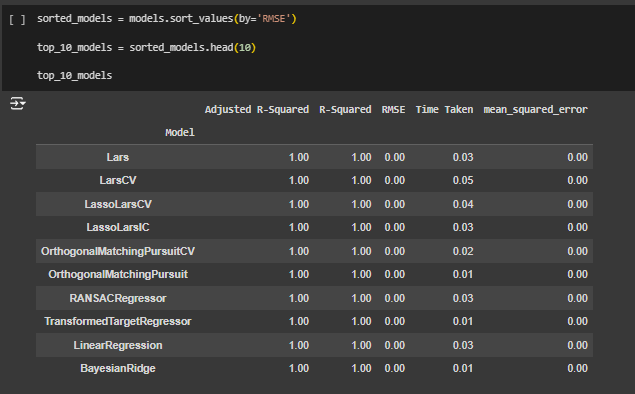 [ ] sorted_models = models.sort_values(by='RMSE')
top_10_models = sorted_models.head(10)
top_10_models
Adjusted R-Squared R-Squared RMSE Time Taken mean_squared_error
Model
Lars 1.00 1.00 0.00 0.03 0.00
LarsCV 1.00 1.00 0.00 0.05 0.00
LassoLarsCV 1.00 1.00 0.00 0.04 0.00
LassoLarsIC 1.00 1.00 0.00 0.03 0.00
OrthogonalMatchingPursuitCV 1.00 1.00 0.00 0.02 0.00
OrthogonalMatchingPursuit 1.00 1.00 0.00 0.01 0.00
RANSACRegressor 1.00 1.00 0.00 0.03 0.00
TransformedTargetRegressor 1.00 1.00 0.00 0.01 0.00
LinearRegression 1.00 1.00 0.00 0.03 0.00
BayesianRidge 1.00 1.00 0.00 0.01 0.00